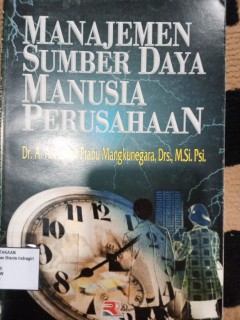 MANAJEMEN
SUMBER DAYA
MANUSIA
PERUSAHAAN
Dr. A. A. Prabu Mangkunegara, Drs., M.Si. Psi.